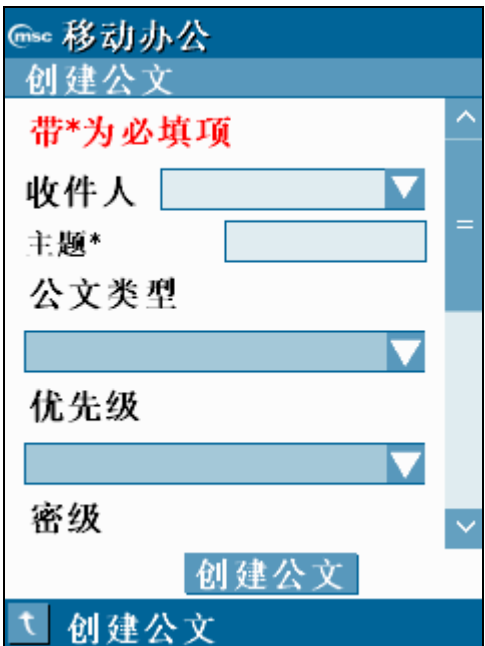 msc 移动办公
创建公文
带*为必填项
收件人
主题*
公文类型
优先级
密级
创建公文
创建公文